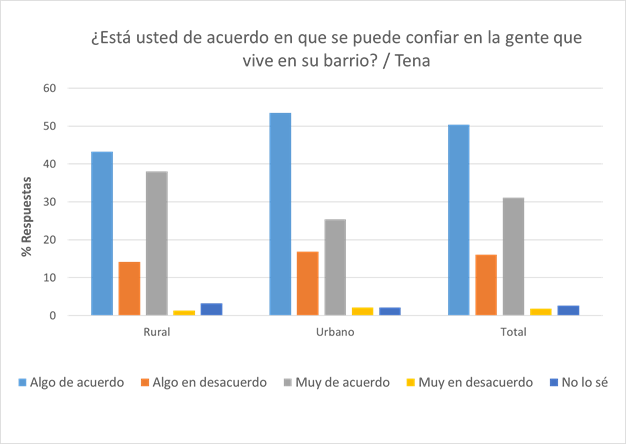 ¿Está usted de acuerdo en que se puede confiar en la gente que
vive en su barrio? / Tena
% Respuestas
60
50
40
30
20
10
0
Rural Urbano Total
Algo de acuerdo Algo en desacuerdo Muy de acuerdo Muy en desacuerdo No lo sé